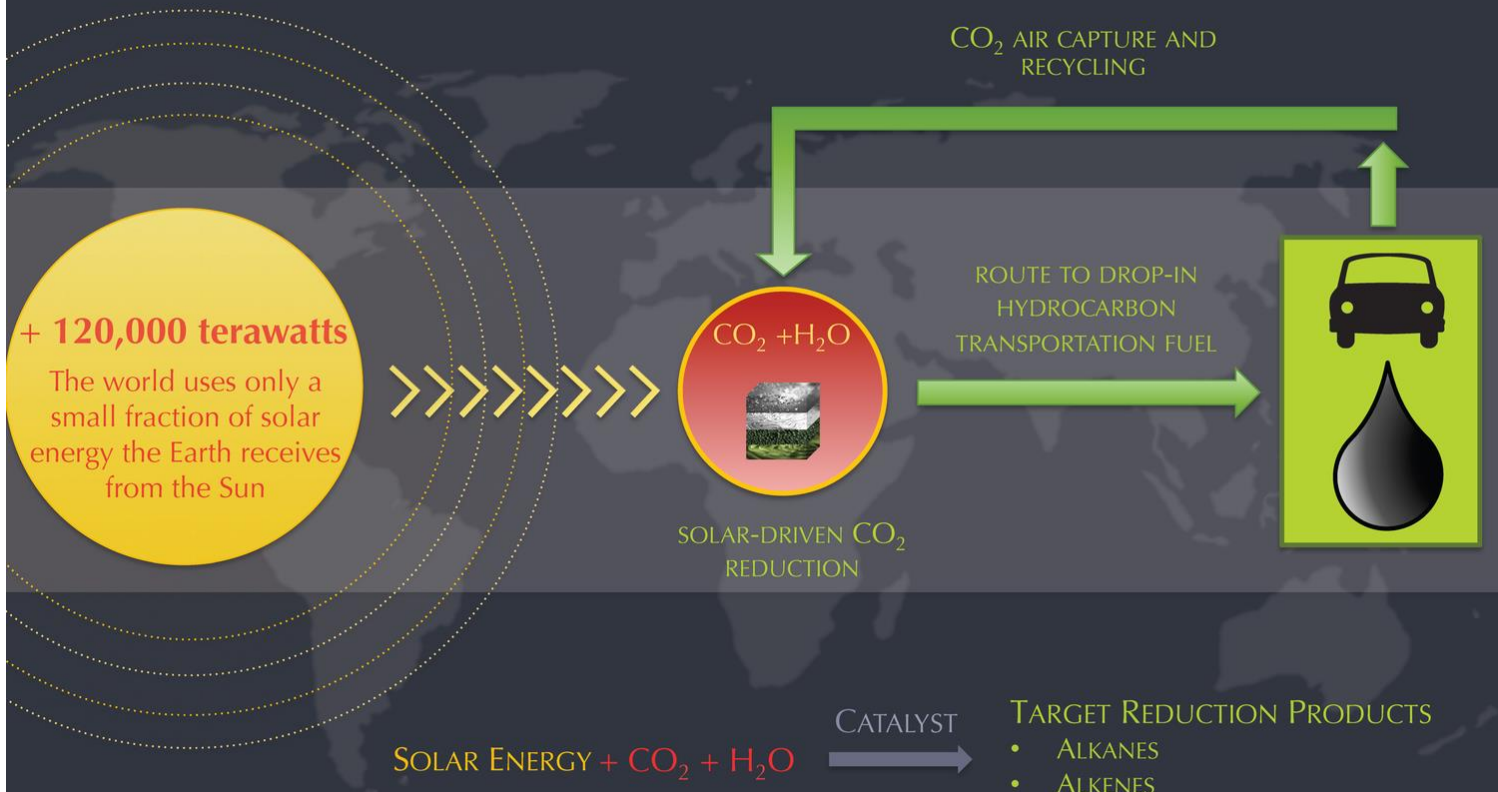 CO₂ AIR CAPTURE AND
RECYCLING
+ 120,000 terawatts
The world uses only a
small fraction of solar
energy the Earth receives
from the Sun
CO₂ +H₂O
SOLAR-DRIVEN CO₂
REDUCTION
ROUTE TO DROP-IN
HYDROCARBON
TRANSPORTATION FUEL
SOLAR ENERGY + CO₂ + H₂O
CATALYST
TARGET REDUCTION PRODUCTS
• ALKANES
• ALKENES